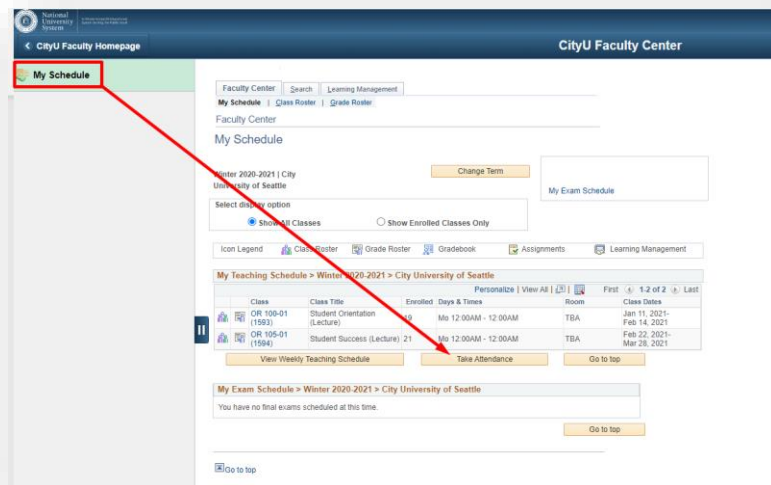 National
University
System
CityU Faculty Homepage
CityU Faculty Center
My Schedule
Faculty Center
Search
Learning Management
My Schedule | Class Roster | Grade Roster
Faculty Center
My Schedule
Winter 2020-2021 | City
University of Seattle
Change Term
My Exam Schedule
Select display option
Show All Classes
Show Enrolled Classes Only
Icon Legend
Class Roster
Grade Roster
Gradebook
Assignments
Learning Management
My Teaching Schedule > Winter 2020-2021 > City University of Seattle
Personalize | View All | First 1-2 of 2 Last
Class Class Title Enrolled Days & Times Room Class Dates
OR 100-01
(1593)
Student Orientation
(Lecture)
19 Mo 12:00AM - 12:00AM TBA
Jan 11, 2021-
Feb 14, 2021
OR 105-01
(1594)
Student Success (Lecture) 21 Mo 12:00AM - 12:00AM TBA
Feb 22, 2021-
Mar 28, 2021
View Weekly Teaching Schedule
Take Attendance
Go to top
My Exam Schedule > Winter 2020-2021 > City University of Seattle
You have no final exams scheduled at this time.
Go to top
Go to top